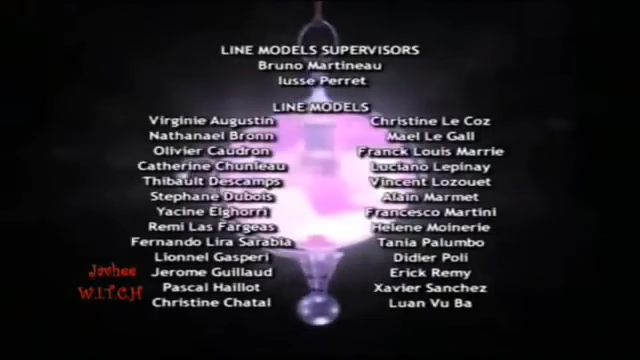 LINE MODELS SUPERVISORS
Bruno Martineau
Iusse Perret
LINE MODELS
Virginie Augustin
Nathanael Bronn
Olivier Caudron
Catherine Chunleau
Thibault Descamps
Stephane Dubois
Yacine Elghorri
Remi Las Fargeas
Fernando Lira Sarabia
Lionnel Gasperi
Jerome Guillaud
Pascal Haillot
Christine Chatal
Christine Le Coz
Mael Le Gall
Franck Louis Marrie
Luciano Lepinay
Vincent Lozouet
Alain Marmet
Francesco Martini
Helene Moinerie
Tania Palumbo
Didier Poli
Erick Remy
Xavier Sanchez
Luan Vu Ba
Javhee
W.I.T.C.H